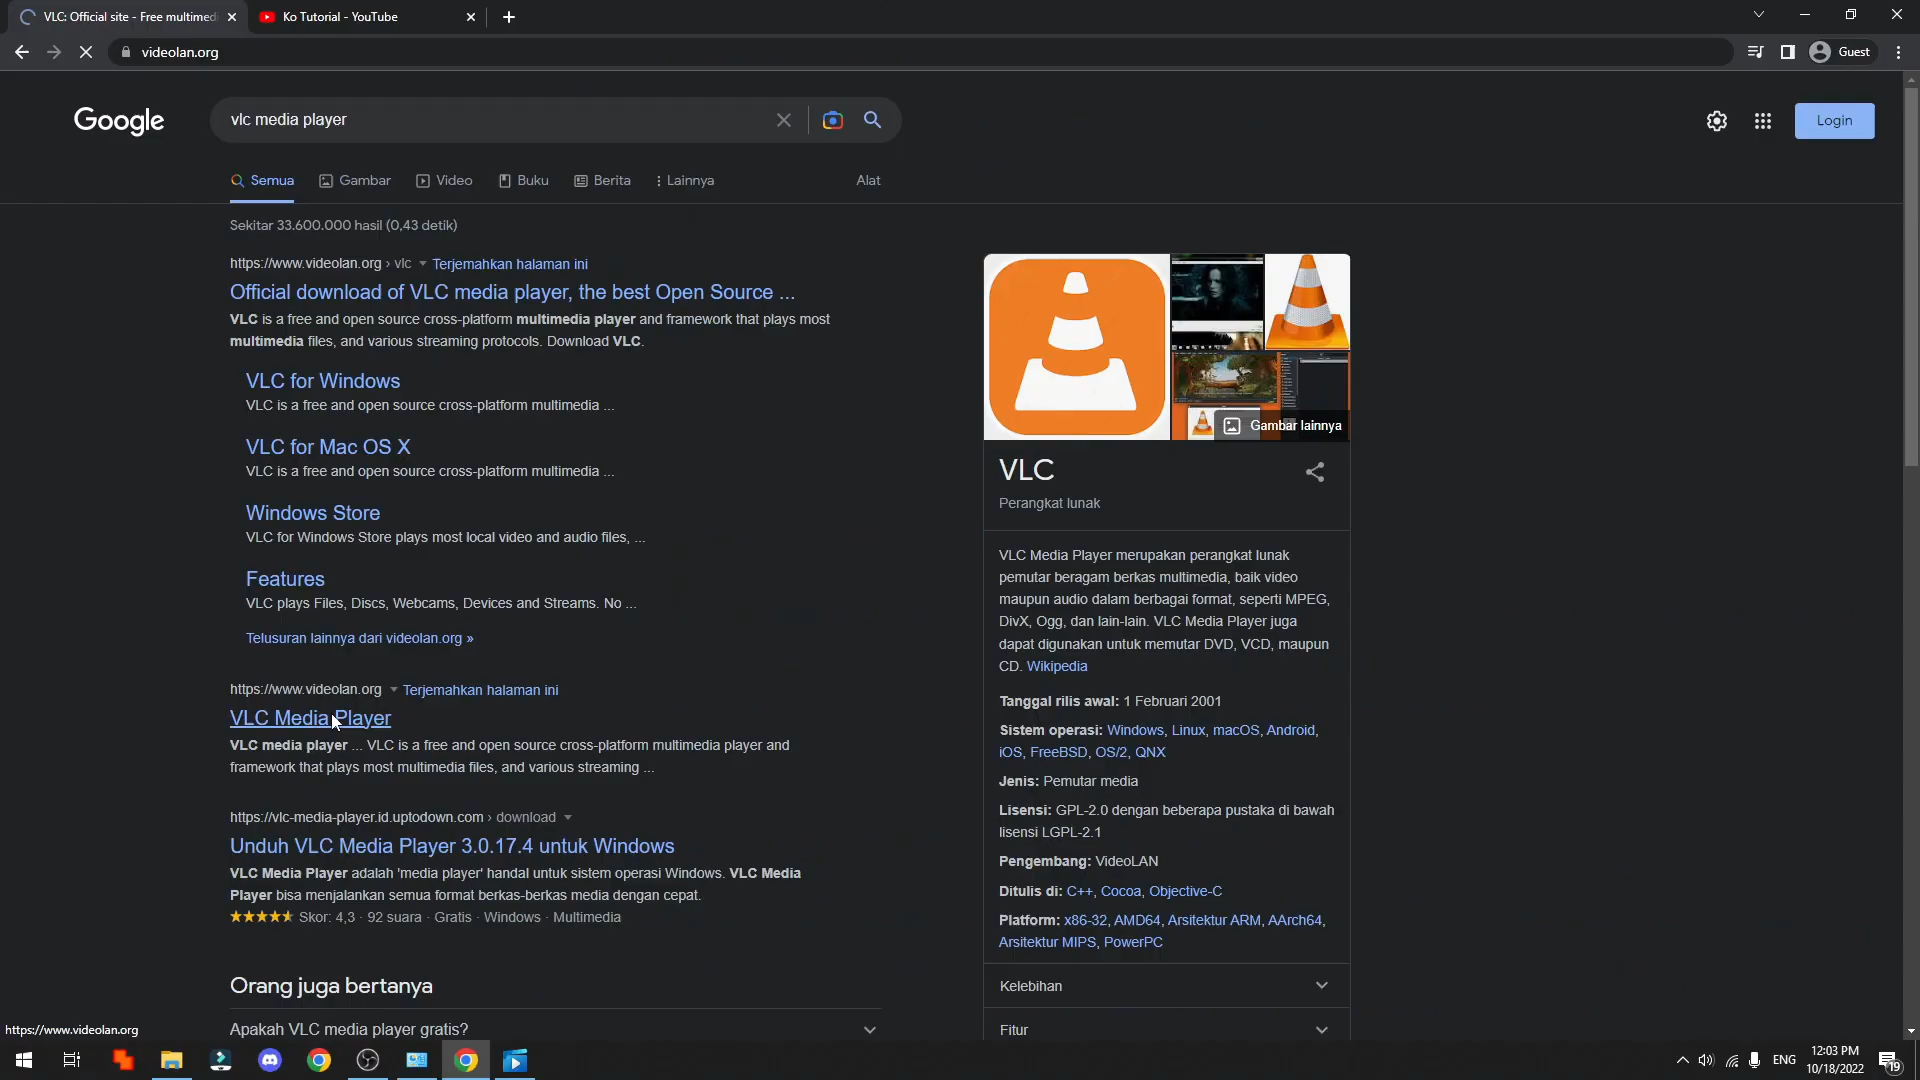 VLC: Official site - Free multimed
Ko Tutorial - YouTube
videolan.org
Guest
Google
vlc media player
Login
Semua
Gambar
Video
Buku
Berita
Lainnya
Alat
Sekitar 33.600.000 hasil (0,43 detik)
https://www.videolan.org › vlc Terjemahkan halaman ini
Official download of VLC media player, the best Open Source ...
VLC is a free and open source cross-platform multimedia player and framework that plays most
multimedia files, and various streaming protocols. Download VLC.
VLC for Windows
VLC is a free and open source cross-platform multimedia ...
VLC for Mac OS X
VLC is a free and open source cross-platform multimedia ...
Windows Store
VLC for Windows Store plays most local video and audio files, ...
Features
VLC plays Files, Discs, Webcams, Devices and Streams. No ...
Telusuran lainnya dari videolan.org »
https://www.videolan.org Terjemahkan halaman ini
VLC Media Player
VLC media player ... VLC is a free and open source cross-platform multimedia player and
framework that plays most multimedia files, and various streaming ...
https://vlc-media-player.id.uptodown.com › download
Unduh VLC Media Player 3.0.17.4 untuk Windows
VLC Media Player adalah 'media player' handal untuk sistem operasi Windows. VLC Media
Player bisa menjalankan semua format berkas-berkas media dengan cepat.
Skor: 4,3 · 92 suara · Gratis · Windows · Multimedia
Orang juga bertanya
Apakah VLC media player gratis?
Gambar lainnya
VLC
Perangkat lunak
VLC Media Player merupakan perangkat lunak
pemutar beragam berkas multimedia, baik video
maupun audio dalam berbagai format, seperti MPEG,
DivX, Ogg, dan lain-lain. VLC Media Player juga
dapat digunakan untuk memutar DVD, VCD, maupun
CD. Wikipedia
Tanggal rilis awal: 1 Februari 2001
Sistem operasi: Windows, Linux, macOS, Android,
iOS, FreeBSD, OS/2, QNX
Jenis: Pemutar media
Lisensi: GPL-2.0 dengan beberapa pustaka di bawah
lisensi LGPL-2.1
Pengembang: VideoLAN
Ditulis di: C++, Cocoa, Objective-C
Platform: x86-32, AMD64, Arsitektur ARM, AArch64,
Arsitektur MIPS, PowerPC
Kelebihan
Fitur
https://www.videolan.org
ENG
12:03 PM
10/18/2022
19